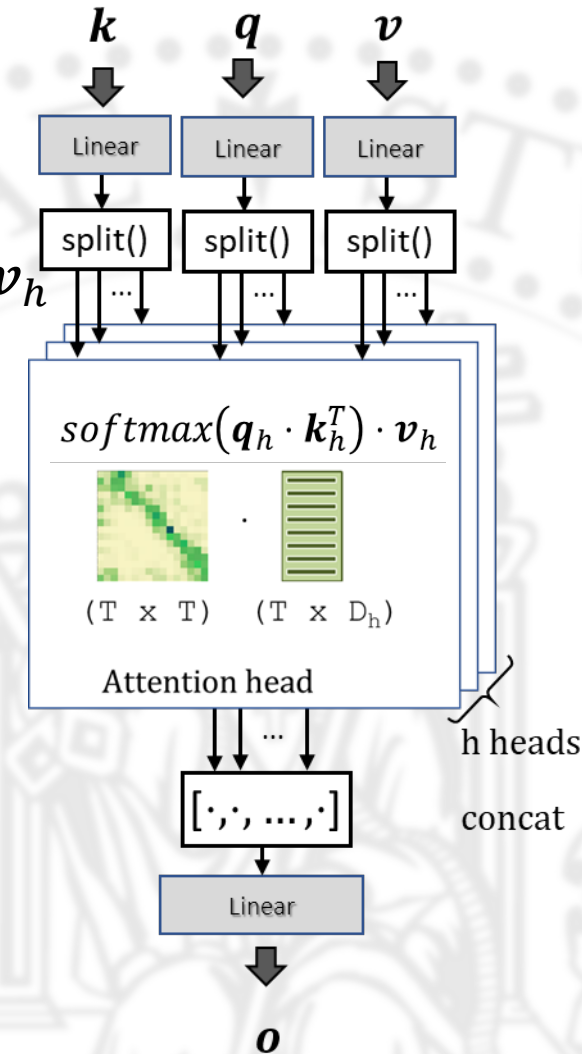 k q v
Linear Linear Linear
split() split() split()
v_h
... ... ...
softmax(q_h · k_h^T) · v_h
·
(T x T) (T x D_h)
Attention head
...
h heads
[·,·, ...,·]
concat
Linear
o